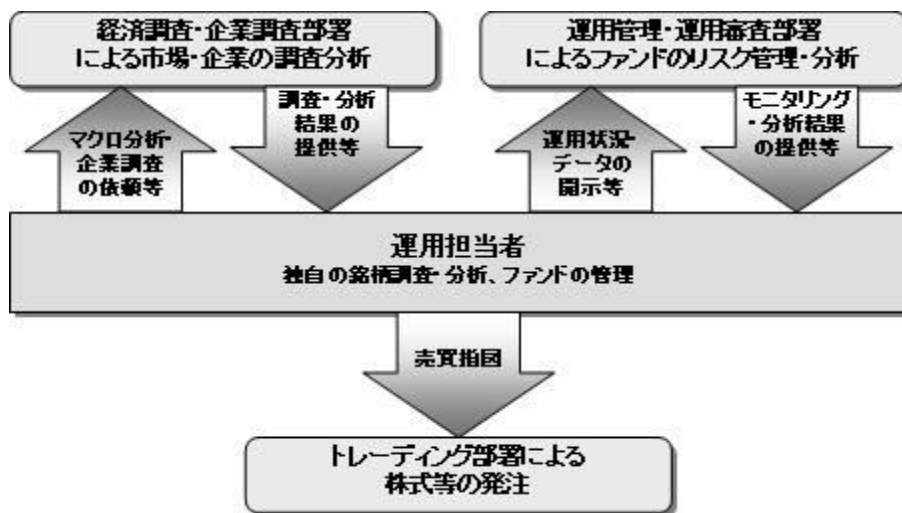 経済調査・企業調査部署
による市場・企業の調査分析
運用管理・運用審査部署
によるファンドのリスク管理・分析
マクロ分析・
企業調査
の依頼等
調査・分析
結果の
提供等
運用状況・
データの
開示等
モニタリング
・分析結果
の提供等
運用担当者
独自の銘柄調査・分析、ファンドの管理
売買指図
トレーディング部署による
株式等の発注